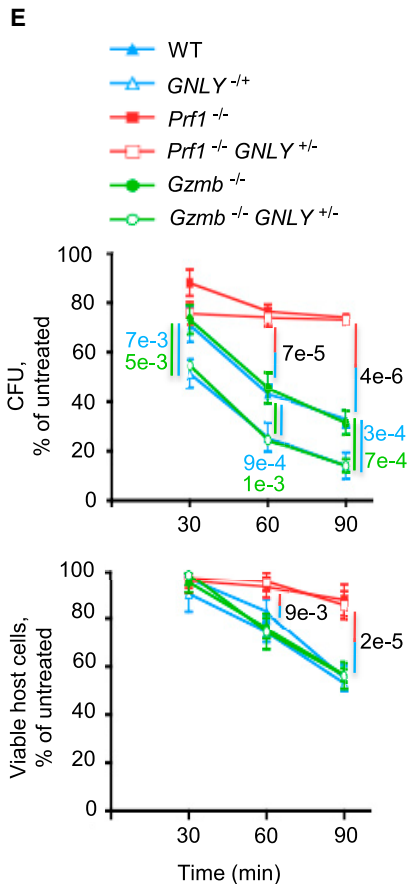 E
WT
GNLY -/+
Prf1 -/-
Prf1 -/- GNLY +/-
Gzmb -/-
Gzmb -/- GNLY +/-
CFU,
% of untreated
100
80
60
40
20
0
7e-3
5e-3
7e-5
4e-6
9e-4
1e-3
3e-4
7e-4
30 60 90
Viable host cells,
% of untreated
100
80
60
40
20
0
9e-3
2e-5
30 60 90
Time (min)